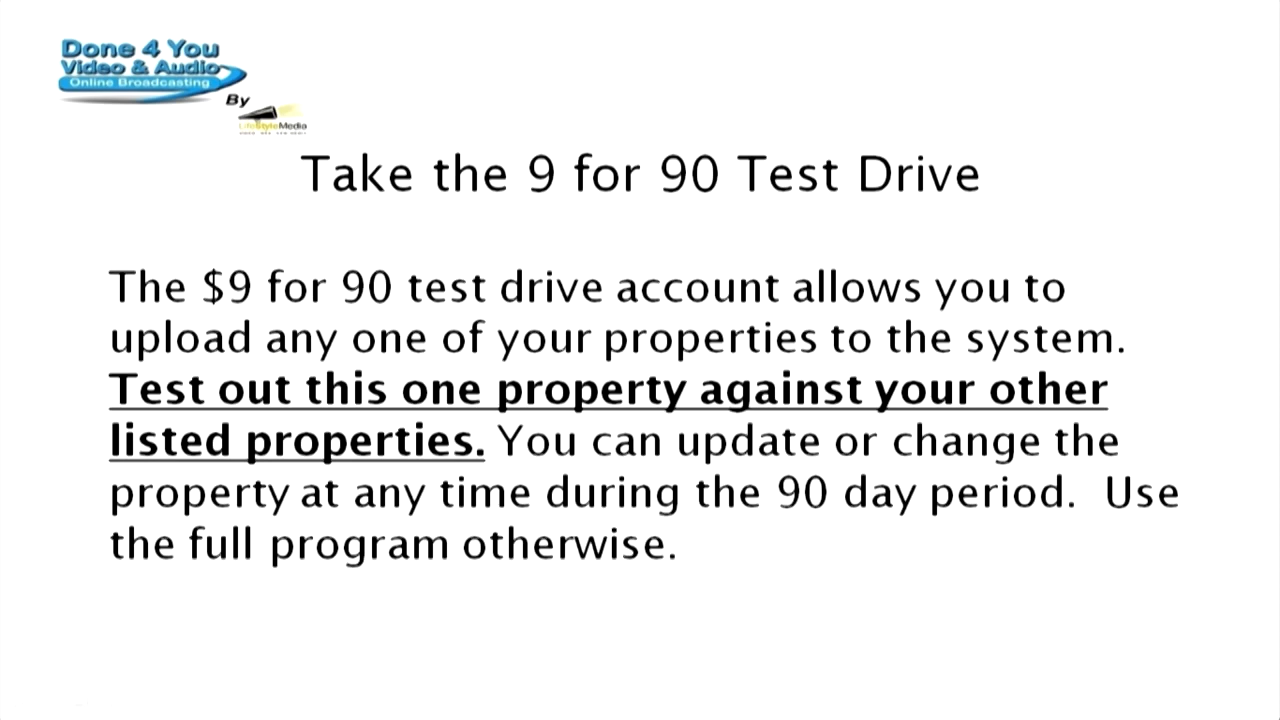 Done 4 You
Video & Audio
Online Broadcasting
By
LifeStyleMedia
Take the 9 for 90 Test Drive
The $9 for 90 test drive account allows you to
upload any one of your properties to the system.
Test out this one property against your other
listed properties. You can update or change the
property at any time during the 90 day period.  Use
the full program otherwise.